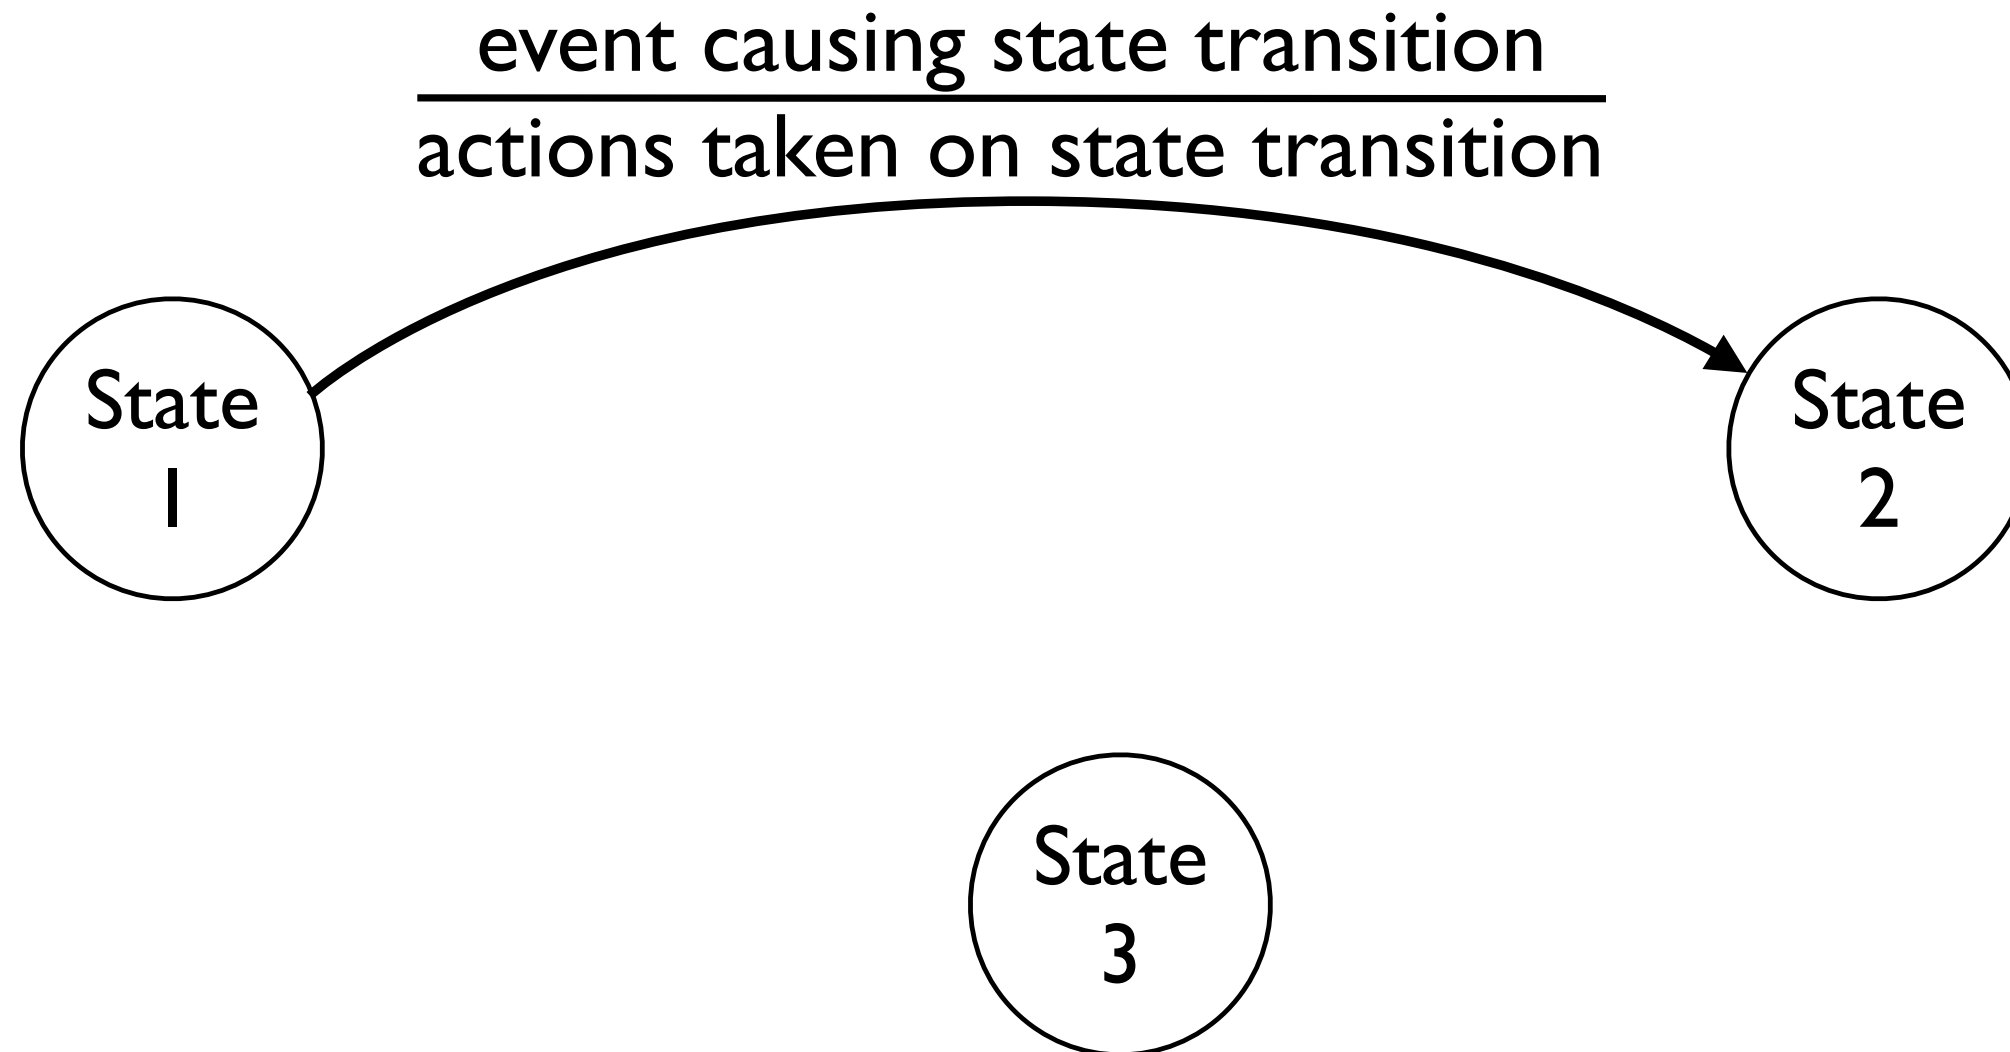 event causing state transition
actions taken on state transition
State
1
State
2
State
3